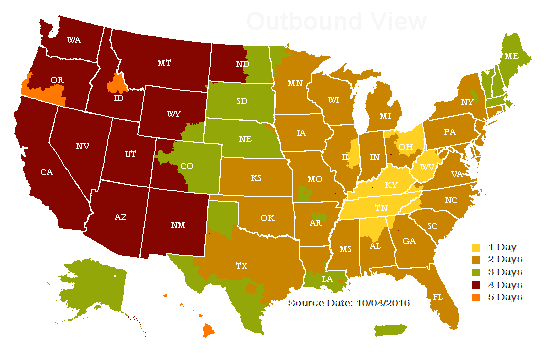 Outbound View
WA
ME
MT
ND
OR
MN
ID
SD
WI
NY
MI
WY
IA
PA
NE
NV
OH
IL
IN
UT
CO
WV
VA
CA
KS
MO
KY
NC
TN
OK
AZ
NM
AR
SC
MS
AL
GA
TX
LA
FL
1 Day
2 Days
3 Days
4 Days
5 Days
Source Date: 10/04/2016